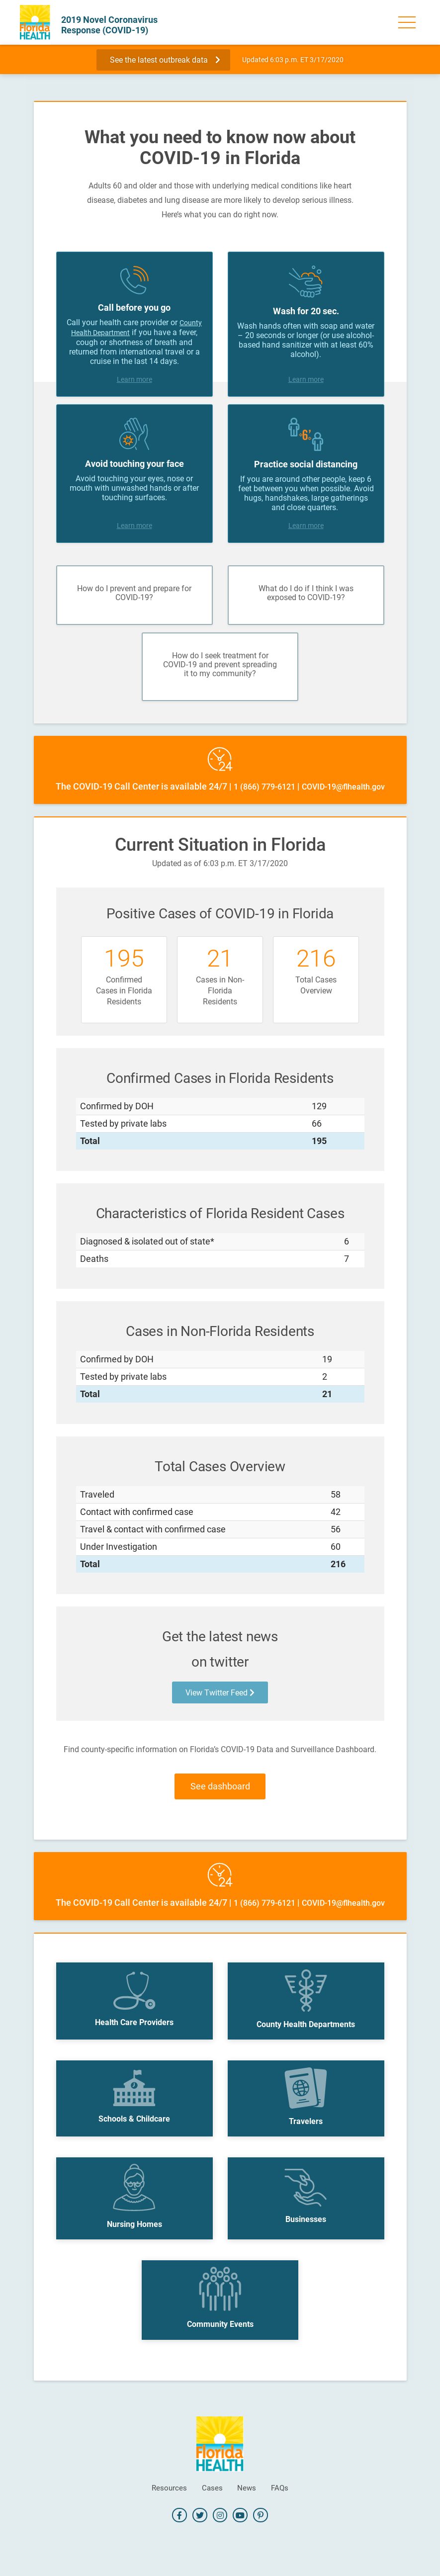 Florida
HEALTH
2019 Novel Coronavirus
Response (COVID-19)
See the latest outbreak data
Updated 6:03 p.m. ET 3/17/2020
What you need to know now about
COVID-19 in Florida
Adults 60 and older and those with underlying medical conditions like heart
disease, diabetes and lung disease are more likely to develop serious illness.
Here's what you can do right now.
Call before you go
Call your health care provider or County
Health Department if you have a fever,
cough or shortness of breath and
returned from international travel or a
cruise in the last 14 days.
Learn more
Wash for 20 sec.
Wash hands often with soap and water
– 20 seconds or longer (or use alcohol-
based hand sanitizer with at least 60%
alcohol).
Learn more
Avoid touching your face
Avoid touching your eyes, nose or
mouth with unwashed hands or after
touching surfaces.
Learn more
6'
Practice social distancing
If you are around other people, keep 6
feet between you when possible. Avoid
hugs, handshakes, large gatherings
and close quarters.
Learn more
How do I prevent and prepare for
COVID-19?
What do I do if I think I was
exposed to COVID-19?
How do I seek treatment for
COVID-19 and prevent spreading
it to my community?
24
The COVID-19 Call Center is available 24/7 | 1 (866) 779-6121 | COVID-19@flhealth.gov
Current Situation in Florida
Updated as of 6:03 p.m. ET 3/17/2020
Positive Cases of COVID-19 in Florida
195
Confirmed
Cases in Florida
Residents
21
Cases in Non-
Florida
Residents
216
Total Cases
Overview
Confirmed Cases in Florida Residents
Confirmed by DOH 129
Tested by private labs 66
Total 195
Characteristics of Florida Resident Cases
Diagnosed & isolated out of state* 6
Deaths 7
Cases in Non-Florida Residents
Confirmed by DOH 19
Tested by private labs 2
Total 21
Total Cases Overview
Traveled 58
Contact with confirmed case 42
Travel & contact with confirmed case 56
Under Investigation 60
Total 216
Get the latest news
on twitter
View Twitter Feed
Find county-specific information on Florida's COVID-19 Data and Surveillance Dashboard.
See dashboard
24
The COVID-19 Call Center is available 24/7 | 1 (866) 779-6121 | COVID-19@flhealth.gov
Health Care Providers
County Health Departments
Schools & Childcare
Travelers
Nursing Homes
Businesses
Community Events
Florida
HEALTH
Resources Cases News FAQs